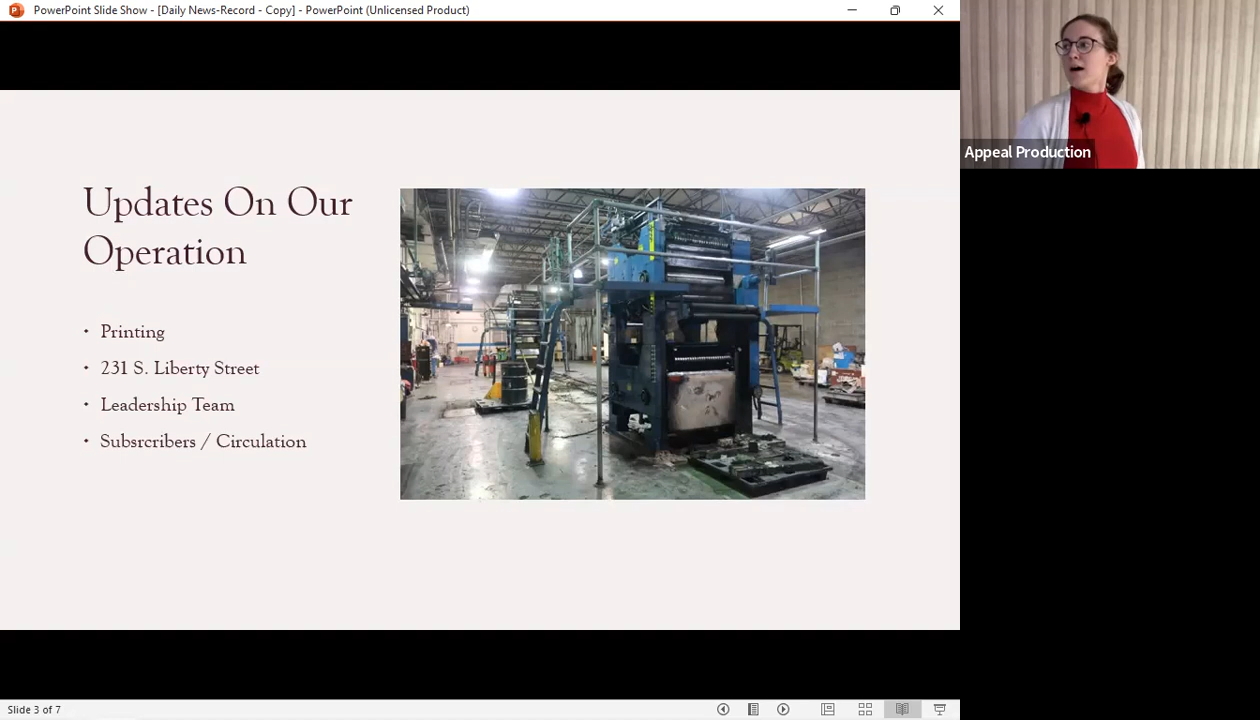 PowerPoint Slide Show - [Daily News-Record - Copy] - PowerPoint (Unlicensed Product)
Appeal Production
Updates On Our
Operation
• Printing
• 231 S. Liberty Street
• Leadership Team
• Subsrcribers / Circulation
Slide 3 of 7